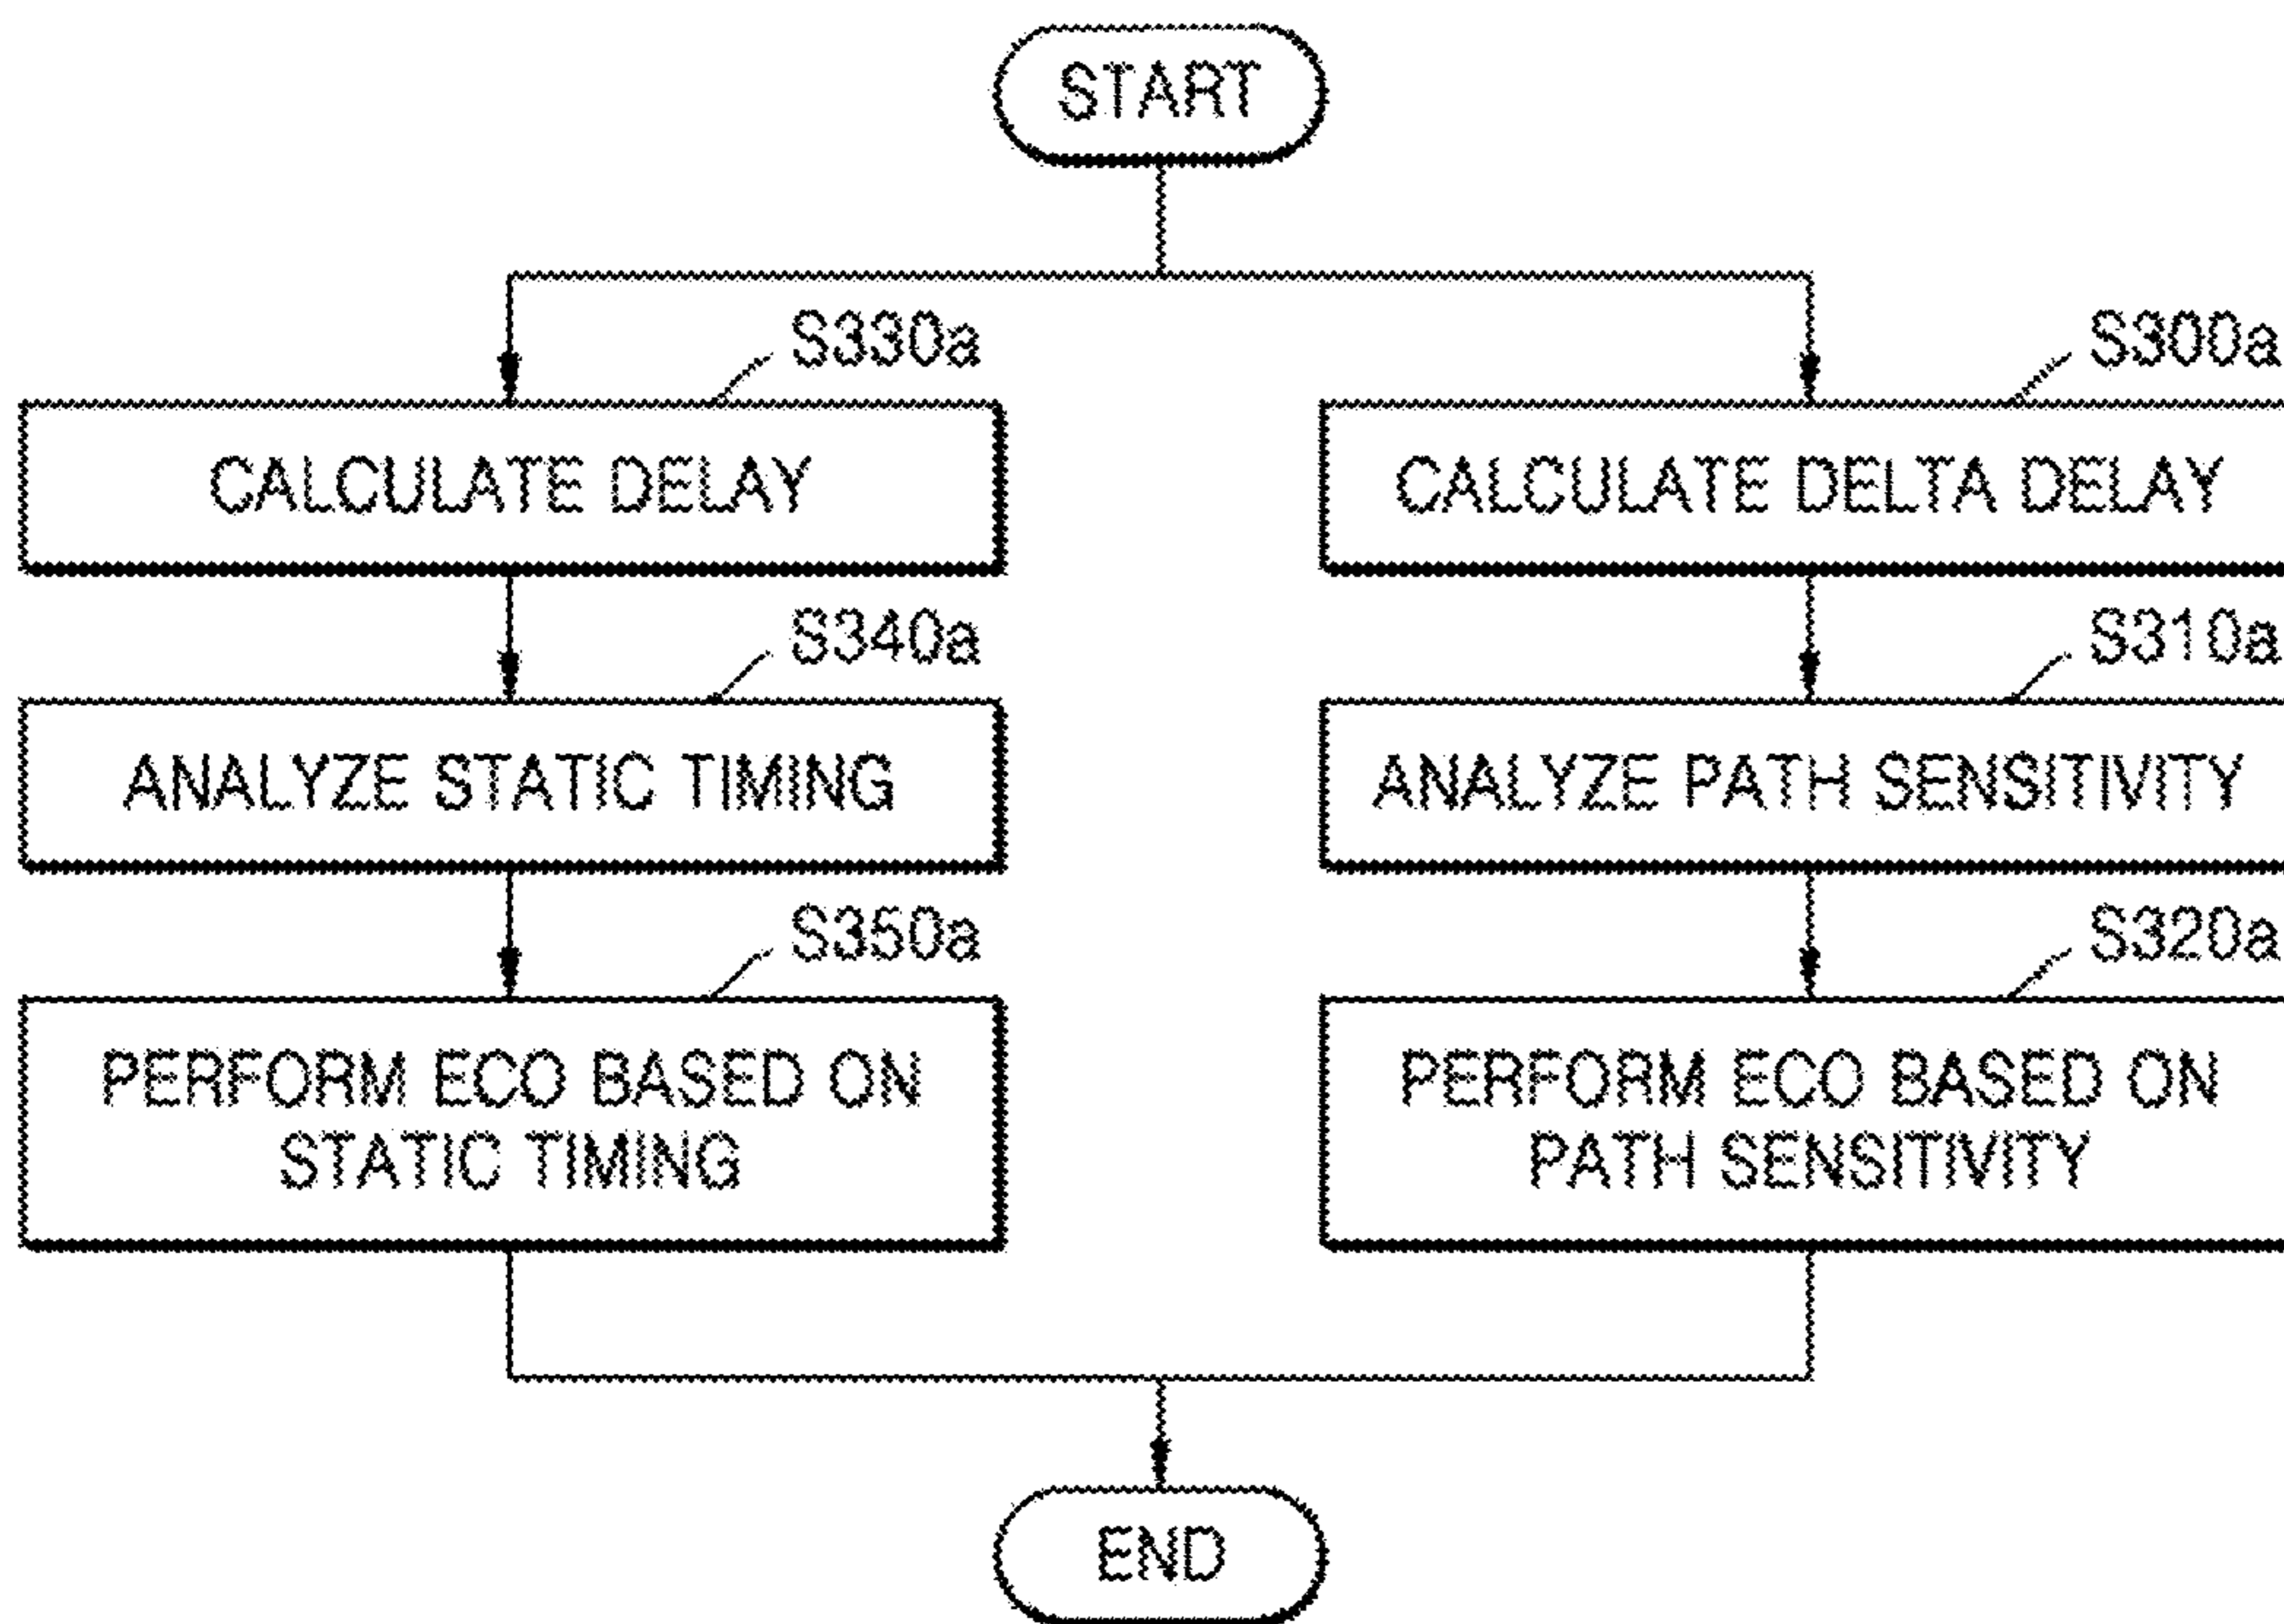 START
S330a
S300a
CALCULATE DELAY
CALCULATE DELTA DELAY
S340a
S310a
ANALYZE STATIC TIMING
ANALYZE PATH SENSITIVITY
S350a
S320a
PERFORM ECO BASED ON
STATIC TIMING
PERFORM ECO BASED ON
PATH SENSITIVITY
END